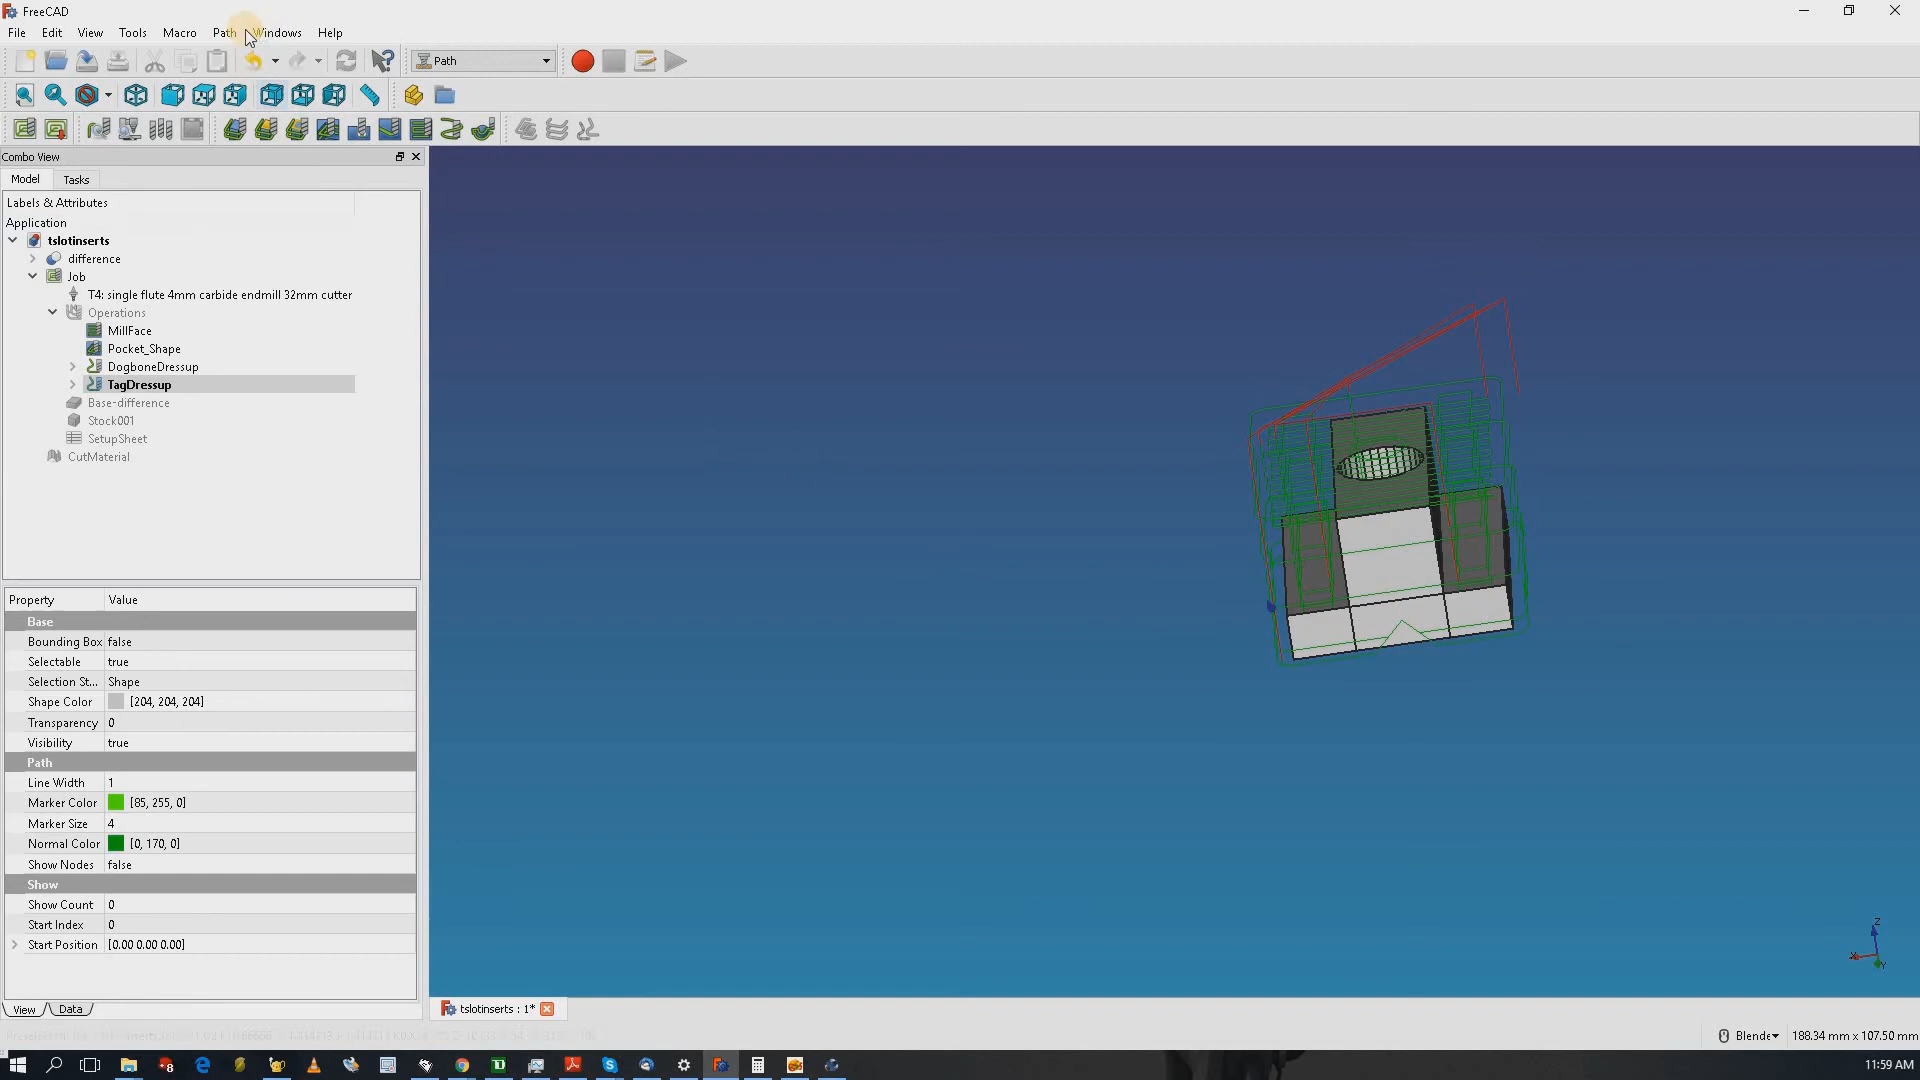 FreeCAD
File Edit View Tools Macro Path Windows Help
Path
Combo View
Model Tasks
Labels & Attributes
Application
tslotinserts
difference
Job
T4: single flute 4mm carbide endmill 32mm cutter
Operations
MillFace
Pocket_Shape
DogboneDressup
TagDressup
Base-difference
Stock001
SetupSheet
CutMaterial
Property Value
Base
Bounding Box false
Selectable true
Selection St... Shape
Shape Color [204, 204, 204]
Transparency 0
Visibility true
Path
Line Width 1
Marker Color [85, 255, 0]
Marker Size 4
Normal Color [0, 170, 0]
Show Nodes false
Show
Show Count 0
Start Index 0
Start Position [0.00 0.00 0.00]
View Data
tslotinserts : 1*
Z
X
Y
Blende
188.34 mm x 107.50 mm
8
11:59 AM